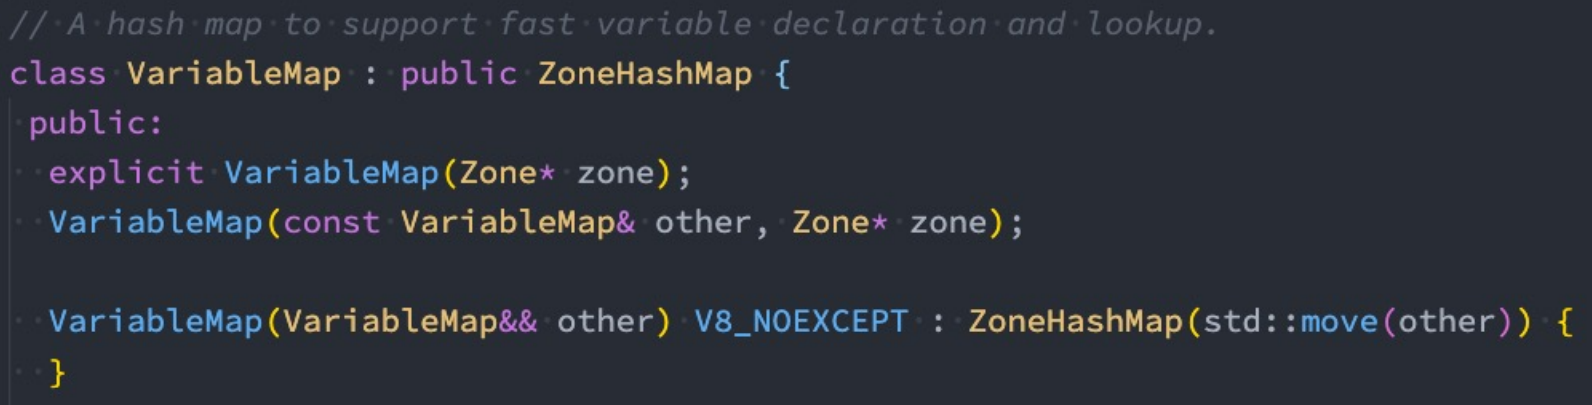 // A hash map to support fast variable declaration and lookup.
class VariableMap : public ZoneHashMap {
 public:
  explicit VariableMap(Zone* zone);
  VariableMap(const VariableMap& other, Zone* zone);

  VariableMap(VariableMap&& other) V8_NOEXCEPT : ZoneHashMap(std::move(other)) {
  }